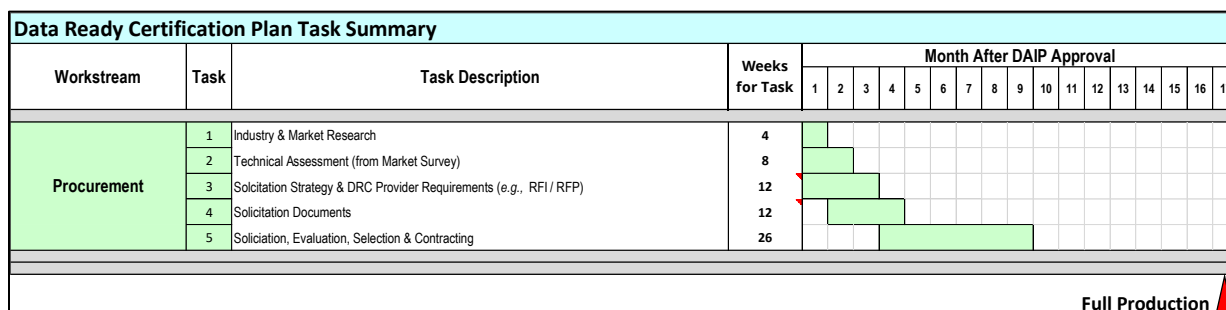 Data Ready Certification Plan Task Summary
Workstream Task Task Description Weeks for Task Month After DAIP Approval
1 2 3 4 5 6 7 8 9 10 11 12 13 14 15 16 1
Procurement
1 Industry & Market Research 4
2 Technical Assessment (from Market Survey) 8
3 Solcitation Strategy & DRC Provider Requirements (e.g., RFI / RFP) 12
4 Solicitation Documents 12
5 Soliciation, Evaluation, Selection & Contracting 26
Full Production